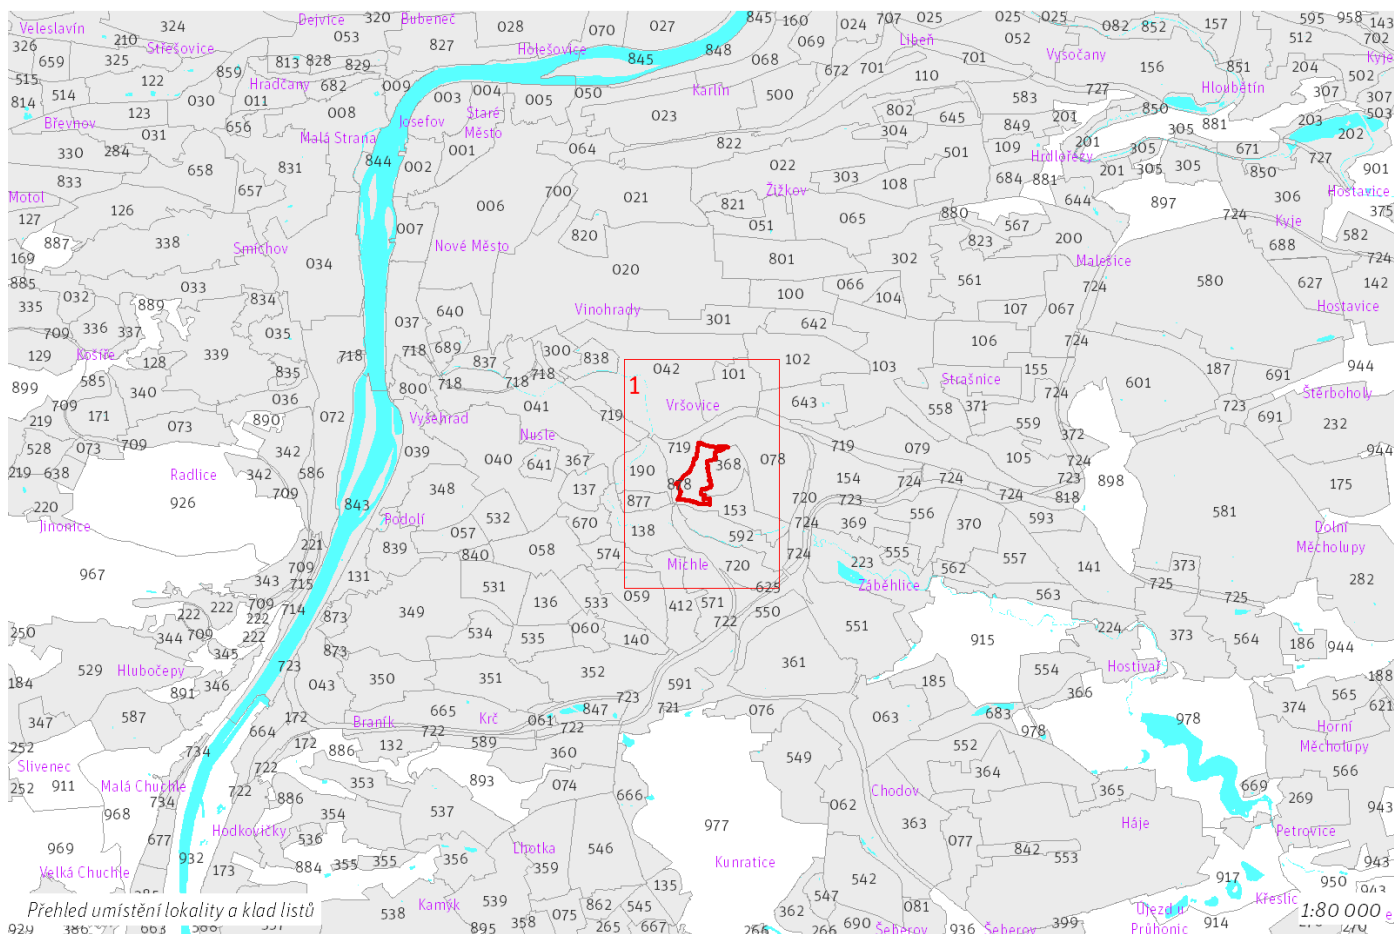 Veleslavín 324 Dejvice 320 Bubeneč 028 070 027 845 160 024 707 025 025 025 082 852 157 595 958 143
326 210 Střešovice 053 827 Holešovice 845 848 069 Libeň 052 Vysočany 512 702
659 325 859 813 828 829 068 672 701 701 156 851 204 Kyje
515 514 122 Hradčany 682 009 003 004 005 050 Karlín 500 110 583 727 Hloubětín 502 307
814 123 030 011 008 Josefov Staré 023 802 645 201 850 881 203 307 503
Břevnov 031 656 Malá Strana Město 822 304 849 305 202
330 284 844 002 001 064 022 501 109 Hrdlořezy 201 305 671 727
833 658 831 303 108 684 881 201 305 305 850 901
Motol 657 700 021 Žižkov 644 897 306 Hostavice
127 126 006 821 051 065 880 567 724 Kyje 375
887 338 Smíchov 007 Nové Město 820 823 200 688 582
169 034 020 801 302 Malešice 724
885 033 066 561 724 580 627 142
335 032 889 834 640 100 104 107 067 Hostavice
709 336 337 035 037 Vinohrady 301 642
129 Košíře 128 339 718 718 689 837 300 838 102 106 724
899 585 835 800 718 718 718 042 101 103 Strašnice 155 601 187 691 944
709 340 036 1 Štěrboholy
219 171 890 072 Vyšehrad 041 719 Vršovice 643 558 371 724 723 691 232
528 073 073 709 342 039 Nusle 719 719 079 559 372 944
219 638 Radlice 342 586 040 641 367 190 368 078 105 724
220 926 709 348 137 878 154 724 724 724 723 898 175
Jinonice 843 Podolí 532 877 153 720 723 818 581 Dolní
057 670 138 592 724 369 556 370 593 Měcholupy
967 221 839 840 058 574 Michle 720 724 223 555 562 557 141 373
343 709 715 131 531 059 625 Záběhlice 725 282
222 222 709 714 873 349 136 533 412 571 550 563 725
250 344 709 222 222 534 535 060 140 722 551 915 224 373 564 186 944
529 Hlubočepy 345 873 361 554 Hostivař
184 891 346 723 043 350 351 352 591 185 366 188
347 587 172 665 Krč 061 847 723 721 076 063 683 978 374 565 621
252 734 664 172 Braník 722 722 978 Horní
Slivenec 886 132 589 360 549 552 Měcholupy
252 911 Malá Chuchle 722 353 893 074 364 566
968 734 722 886 537 666 062 Chodov 365 669 269 943
969 677 Hodkovičky 354 977 363 Háje Petrovice
932 536 Lhotka 546 077 842
Velká Chuchle 173 884 355 355 356 359 Kunratice 553 943
135 542 917 950 943
Přehled umístění lokality a klad listů 538 Kamýk 539 075 862 545 547 081 Křeslic 1:80 000
895 358 265 667 266 362 266 690 Šeberov 936 Šeberov 399 Újezd u 914
Průhonic